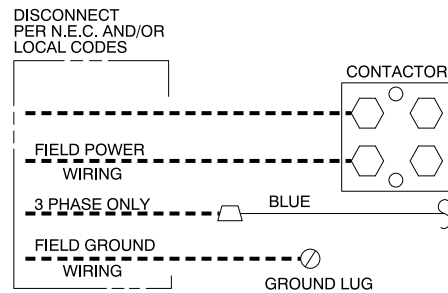 DISCONNECT
PER N.E.C. AND/OR
LOCAL CODES
CONTACTOR
FIELD POWER
WIRING
3 PHASE ONLY
BLUE
FIELD GROUND
WIRING
GROUND LUG